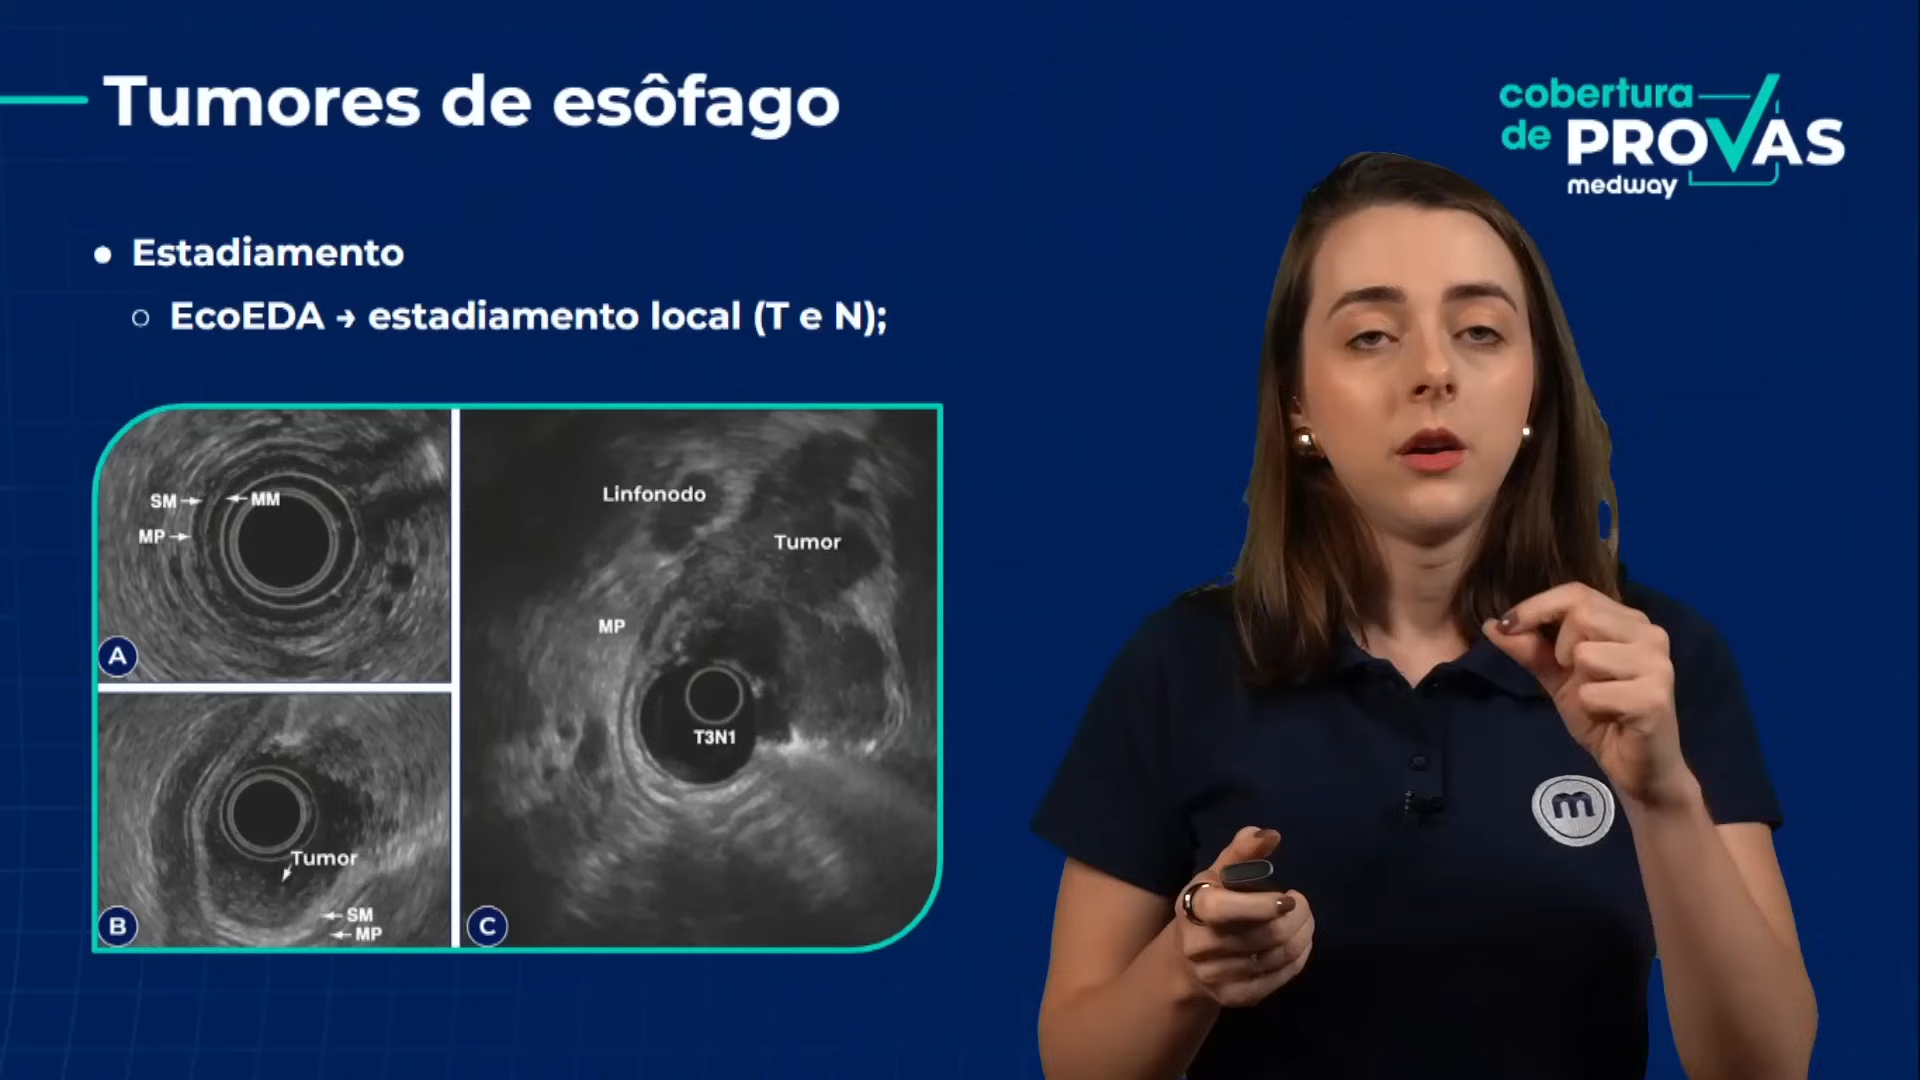 Tumores de esôfago
cobertura
de PROVAS
medway
● Estadiamento
○ EcoEDA → estadiamento local (T e N);
SM MM
MP
A
Tumor
SM
MP
B
Linfonodo
Tumor
MP
T3N1
C
m